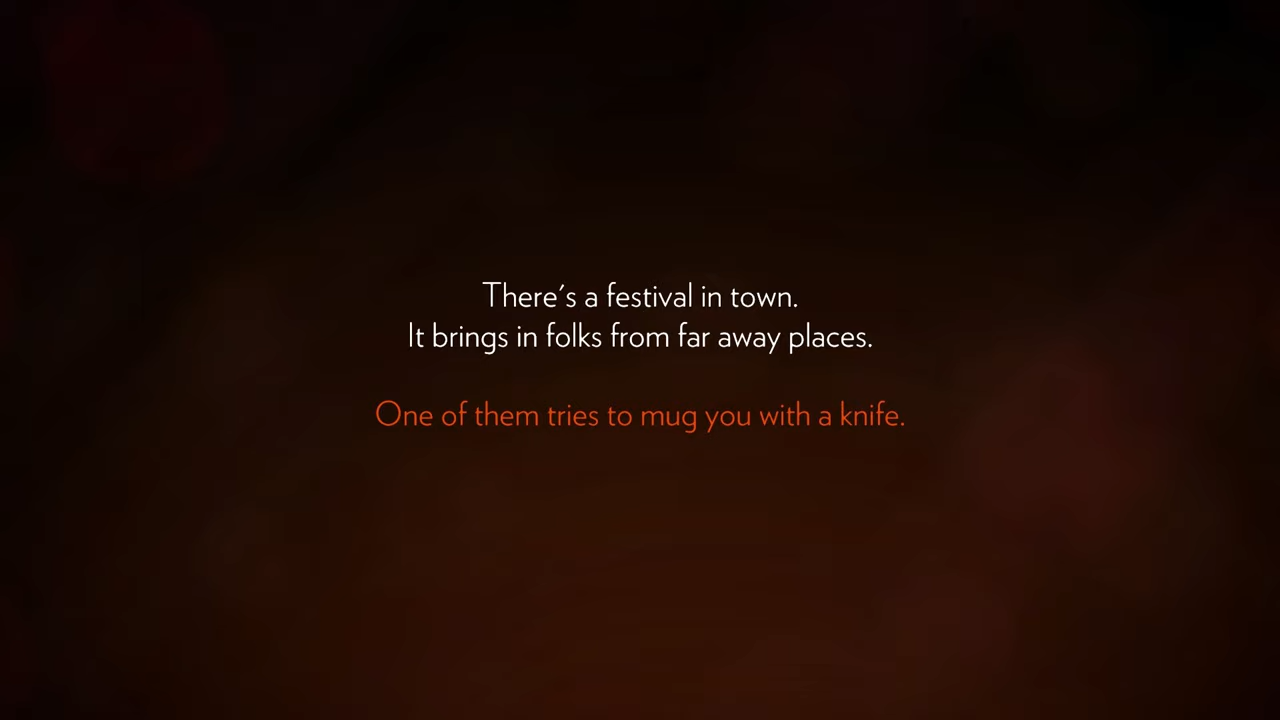 There's a festival in town.
It brings in folks from far away places.
One of them tries to mug you with a knife.